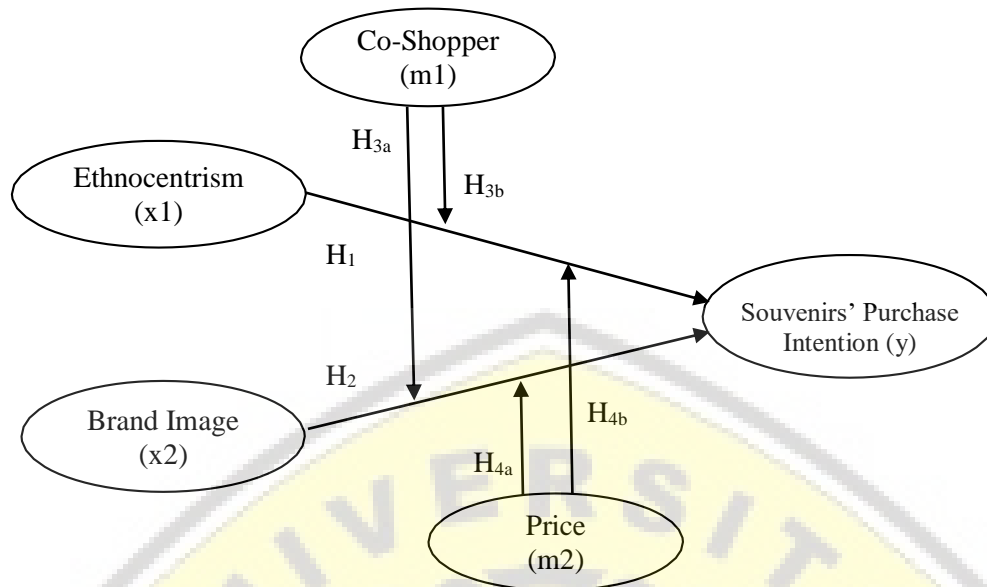 Co-Shopper
(m1)
H3a
Ethnocentrism
(x1)
H3b
H1
Souvenirs' Purchase
Intention (y)
H2
Brand Image
(x2)
H4b
H4a
Price
(m2)
UNIVERSIT